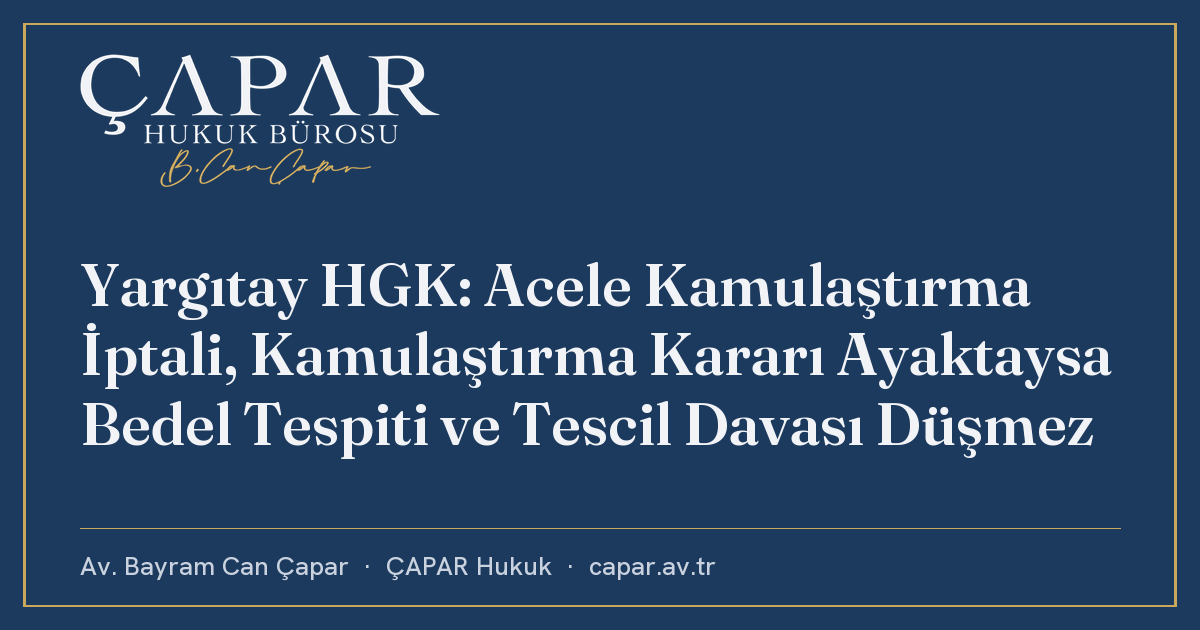 ÇAPAR
HUKUK BÜROSU
B.Can Çapar
Yargıtay HGK: Acele Kamulaştırma
İptali, Kamulaştırma Kararı Ayaktaysa
Bedel Tespiti ve Tescil Davası Düşmez
Av. Bayram Can Çapar · ÇAPAR Hukuk · capar.av.tr